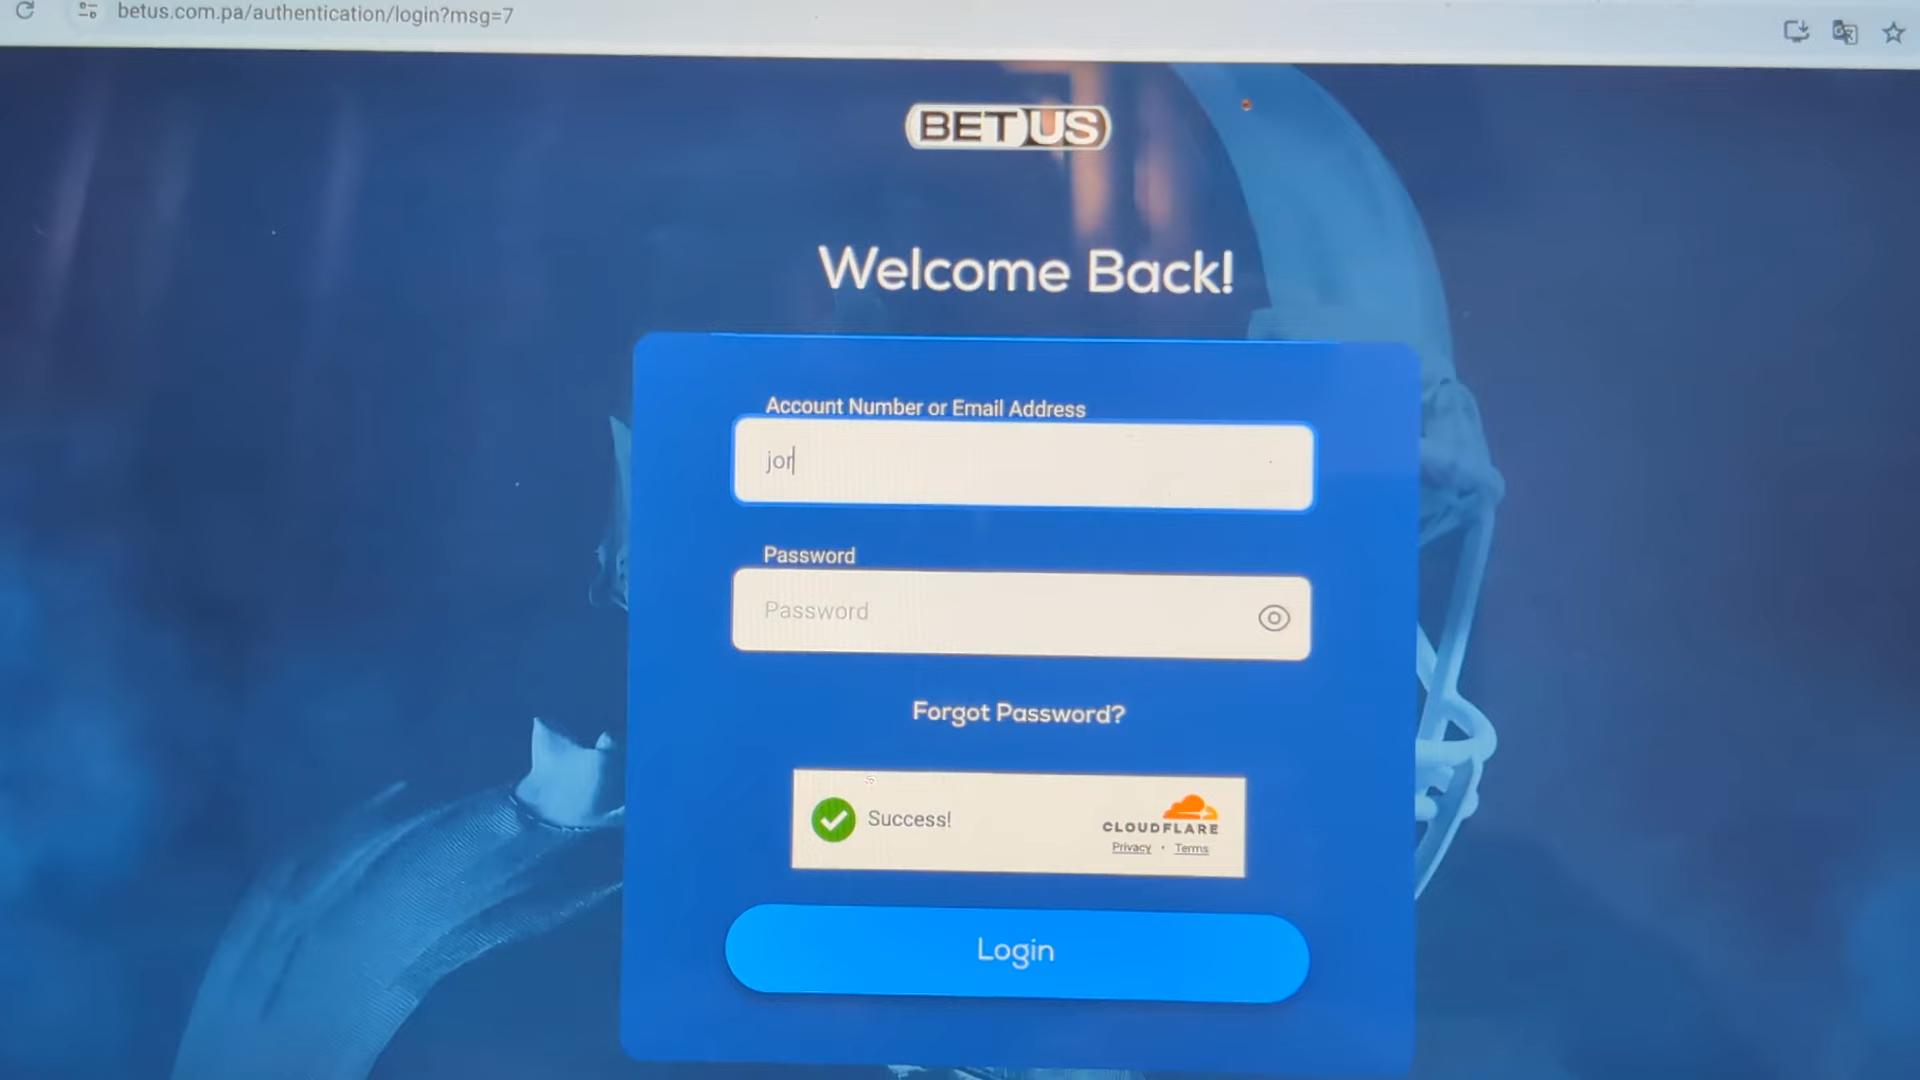 betus.com.pa/authentication/login?msg=7
BETUS
Welcome Back!
Account Number or Email Address
jor
Password
Password
Forgot Password?
Success!
CLOUDFLARE
Privacy • Terms
Login